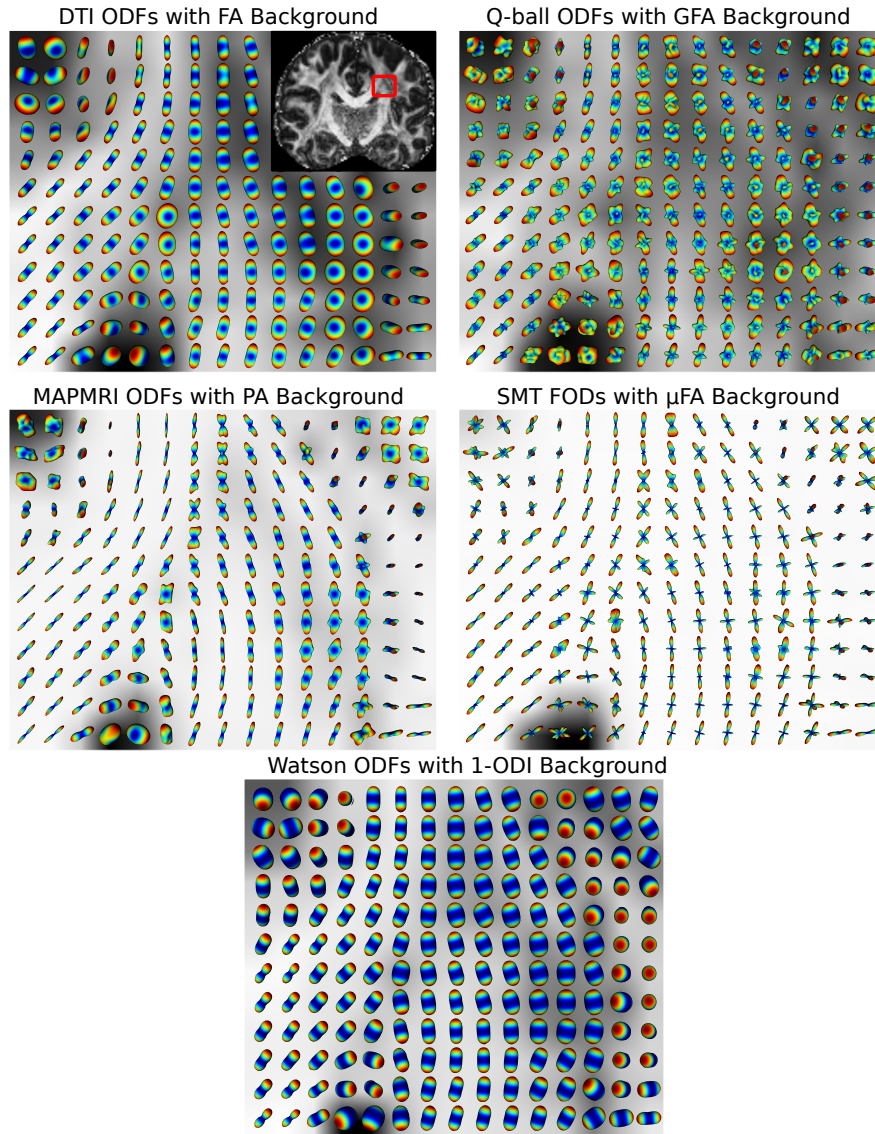 DTI ODFs with FA Background
Q-ball ODFs with GFA Background
MAPMRI ODFs with PA Background
SMT FODs with μFA Background
Watson ODFs with 1-ODI Background